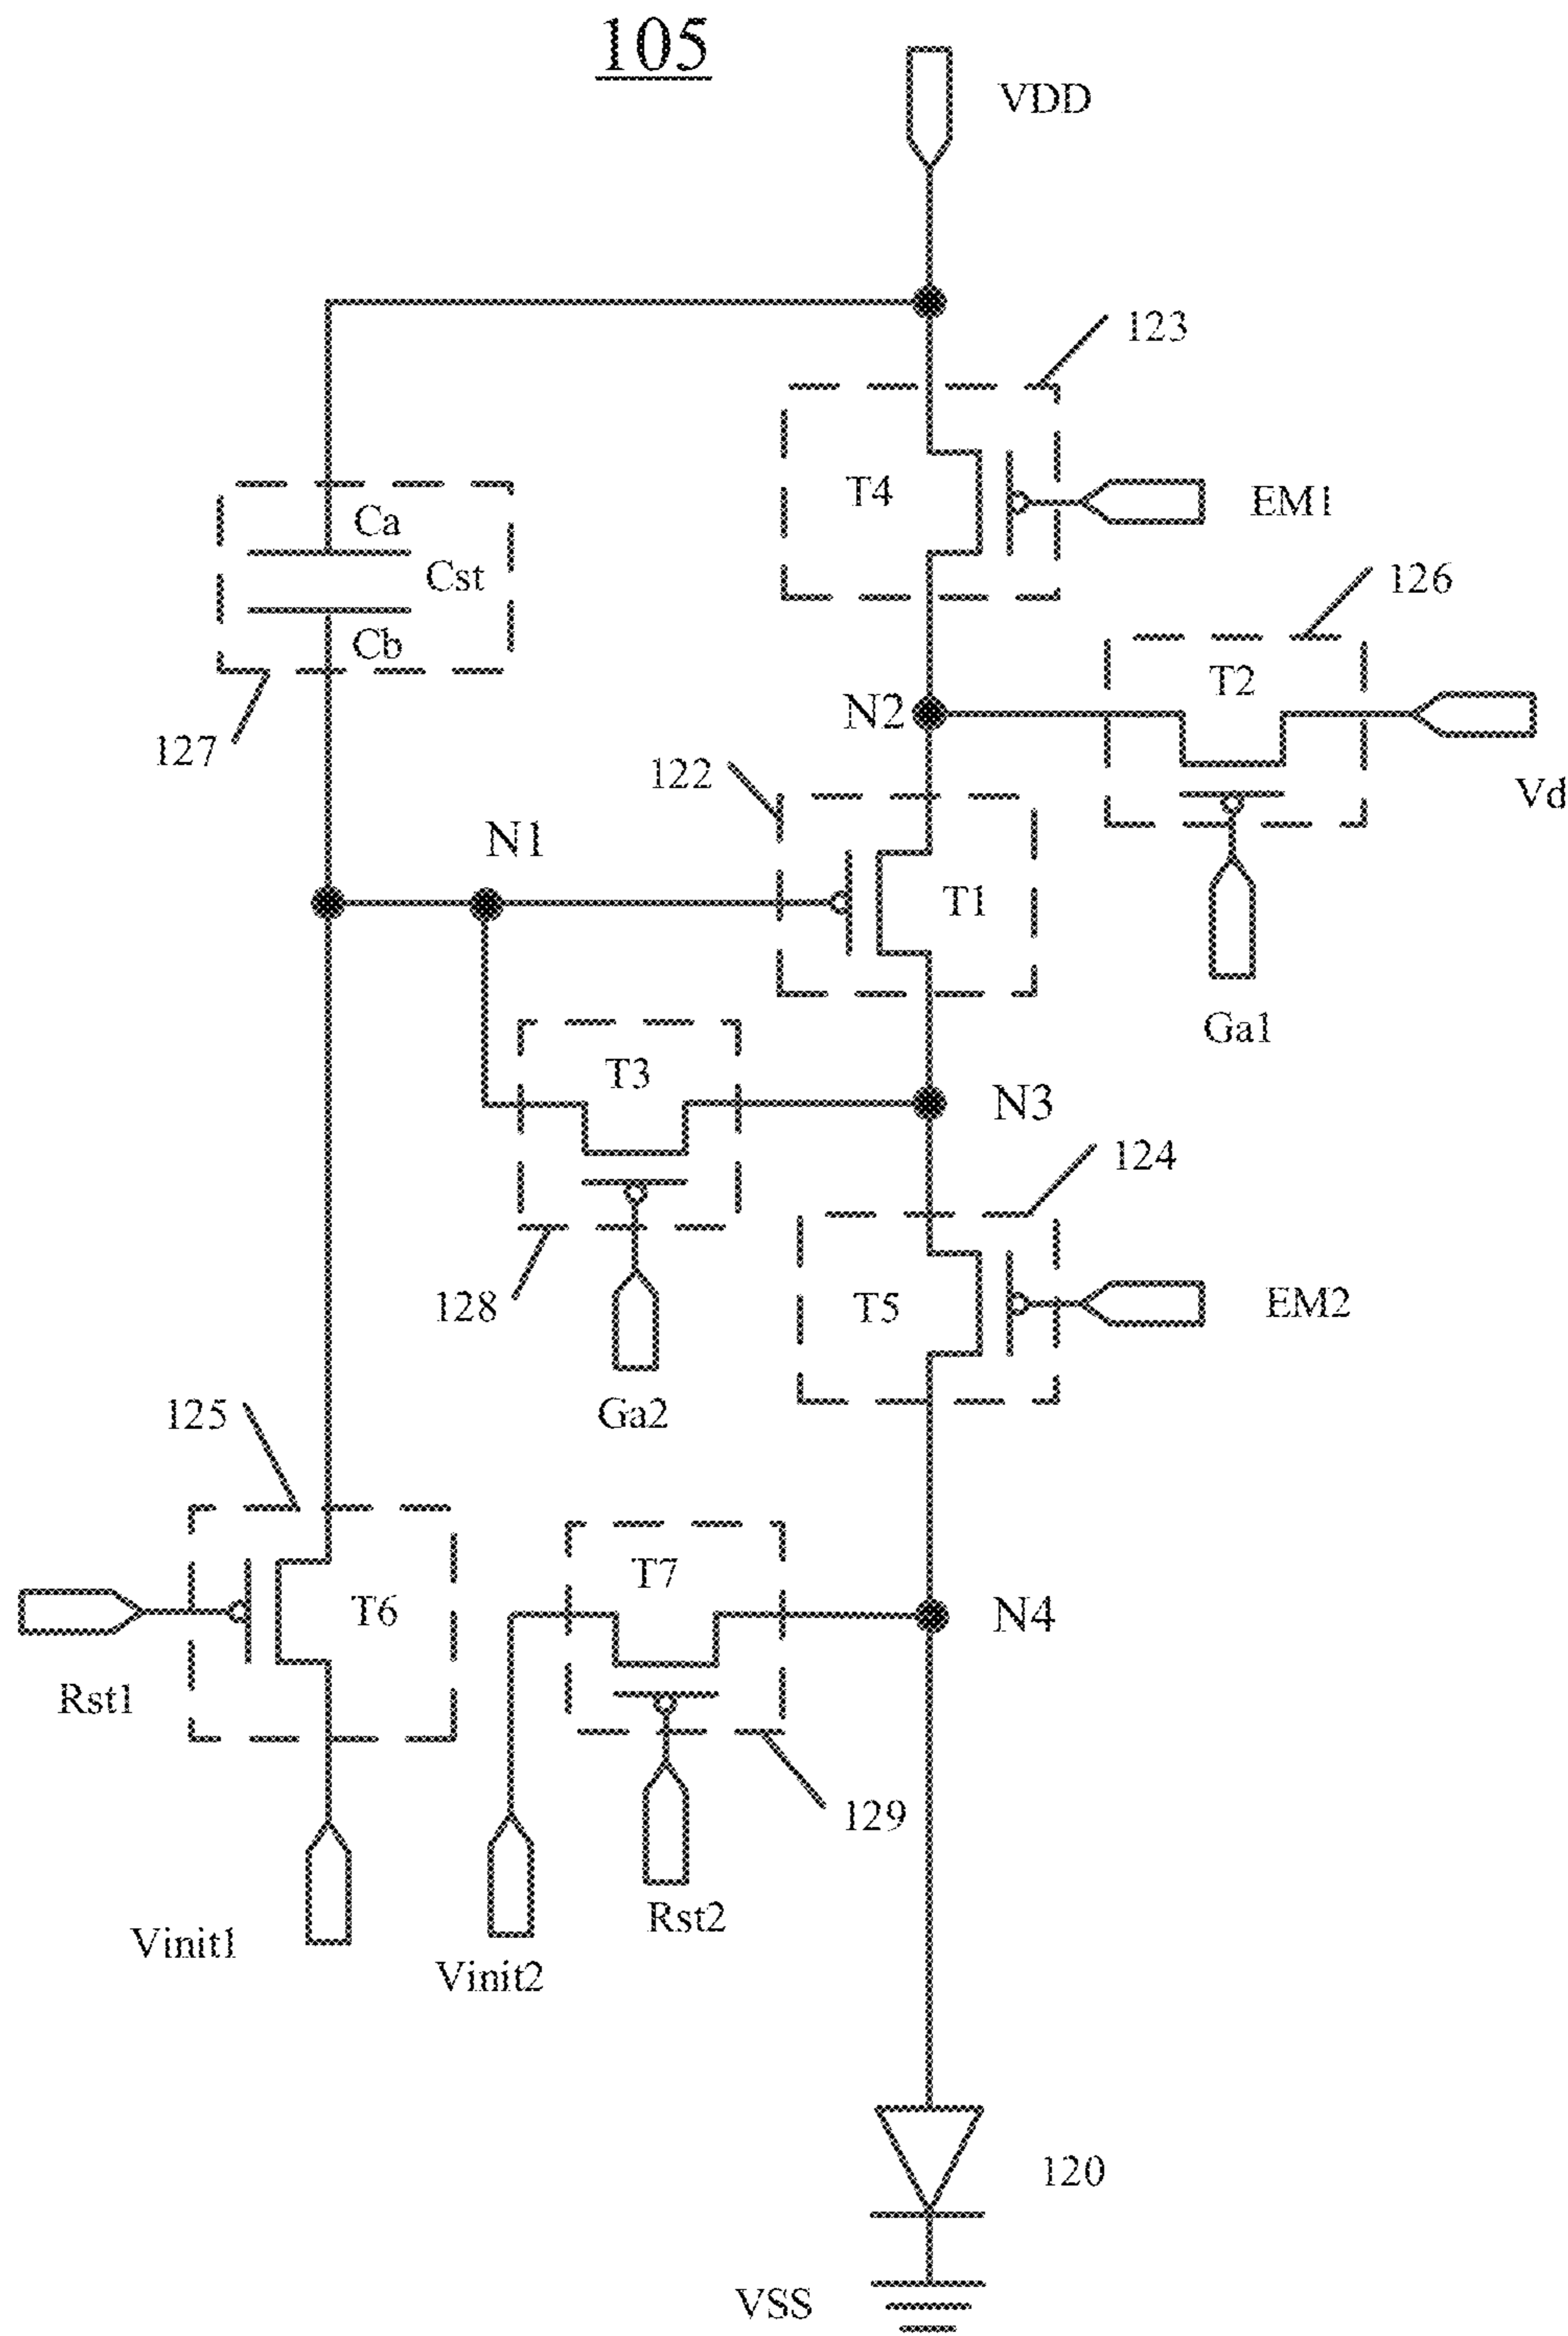 105
VDD
123
T4
EM1
Ca
Cst
Cb
126
T2
N2
127
122
Vd
N1
T1
Ga1
T3
N3
124
128
T5
EM2
Ga2
125
T7
T6
N4
Rst1
129
Rst2
Vinit1
Vinit2
120
VSS